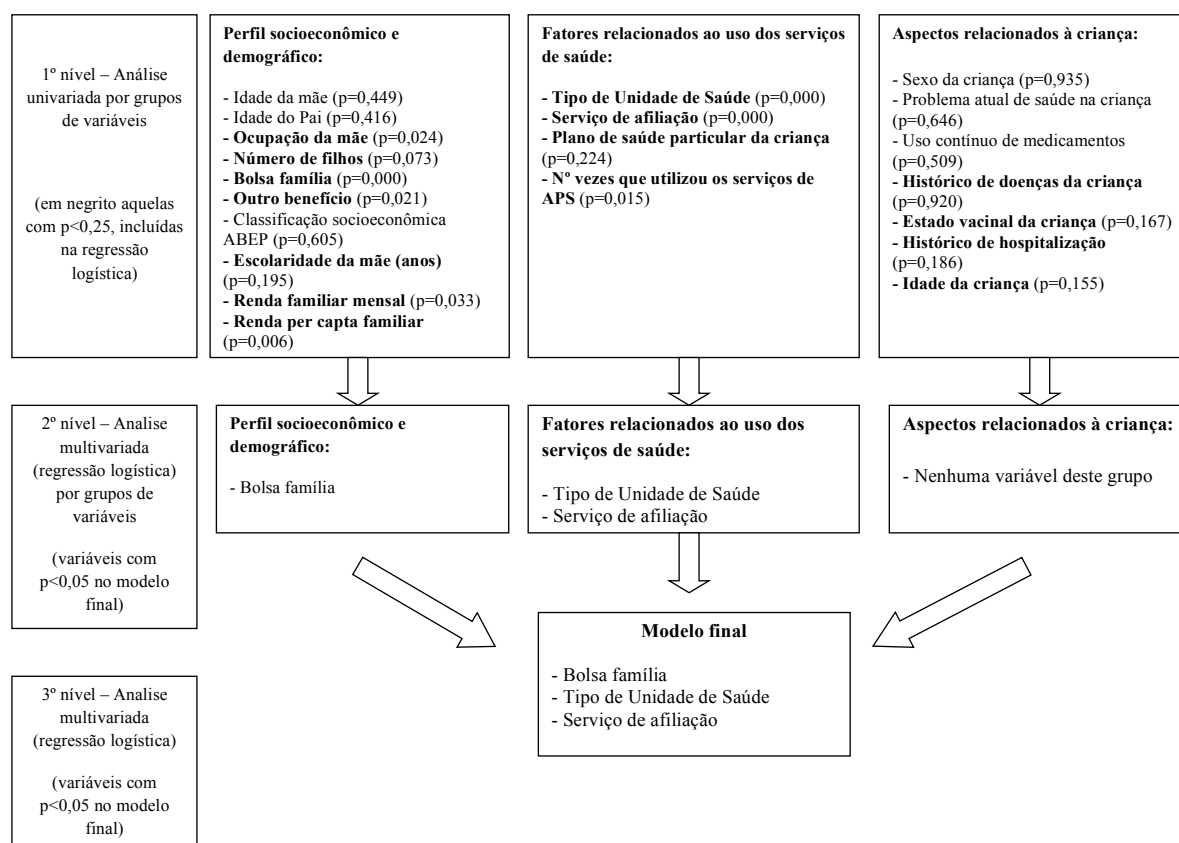 1º nível – Análise
univariada por grupos
de variáveis
(em negrito aquelas
com p<0,25, incluídas
na regressão
logística)
Perfil socioeconômico e
demográfico:
- Idade da mãe (p=0,449)
- Idade do Pai (p=0,416)
- Ocupação da mãe (p=0,024)
- Número de filhos (p=0,073)
- Bolsa família (p=0,000)
- Outro benefício (p=0,021)
- Classificação socioeconômica
ABEP (p=0,605)
- Escolaridade da mãe (anos)
(p=0,195)
- Renda familiar mensal (p=0,033)
- Renda per capta familiar
(p=0,006)
Fatores relacionados ao uso dos serviços
de saúde:
- Tipo de Unidade de Saúde (p=0,000)
- Serviço de afiliação (p=0,000)
- Plano de saúde particular da criança
(p=0,224)
- Nº vezes que utilizou os serviços de
APS (p=0,015)
Aspectos relacionados à criança:
- Sexo da criança (p=0,935)
- Problema atual de saúde na criança
(p=0,646)
- Uso contínuo de medicamentos
(p=0,509)
- Histórico de doenças da criança
(p=0,920)
- Estado vacinal da criança (p=0,167)
- Histórico de hospitalização
(p=0,186)
- Idade da criança (p=0,155)
2º nível – Analise
multivariada
(regressão logística)
por grupos de
variáveis
(variáveis com
p<0,05 no modelo
final)
Perfil socioeconômico e
demográfico:
- Bolsa família
Fatores relacionados ao uso dos
serviços de saúde:
- Tipo de Unidade de Saúde
- Serviço de afiliação
Aspectos relacionados à criança:
- Nenhuma variável deste grupo
Modelo final
- Bolsa família
- Tipo de Unidade de Saúde
- Serviço de afiliação
3º nível – Analise
multivariada
(regressão logística)
(variáveis com
p<0,05 no modelo
final)